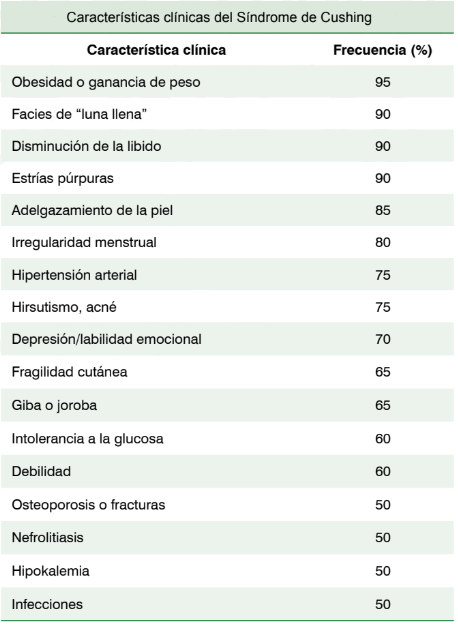 Características clínicas del Síndrome de Cushing
Característica clínica Frecuencia (%)
Obesidad o ganancia de peso 95
Facies de “luna llena” 90
Disminución de la libido 90
Estrías púrpuras 90
Adelgazamiento de la piel 85
Irregularidad menstrual 80
Hipertensión arterial 75
Hirsutismo, acné 75
Depresión/labilidad emocional 70
Fragilidad cutánea 65
Giba o joroba 65
Intolerancia a la glucosa 60
Debilidad 60
Osteoporosis o fracturas 50
Nefrolitiasis 50
Hipokalemia 50
Infecciones 50